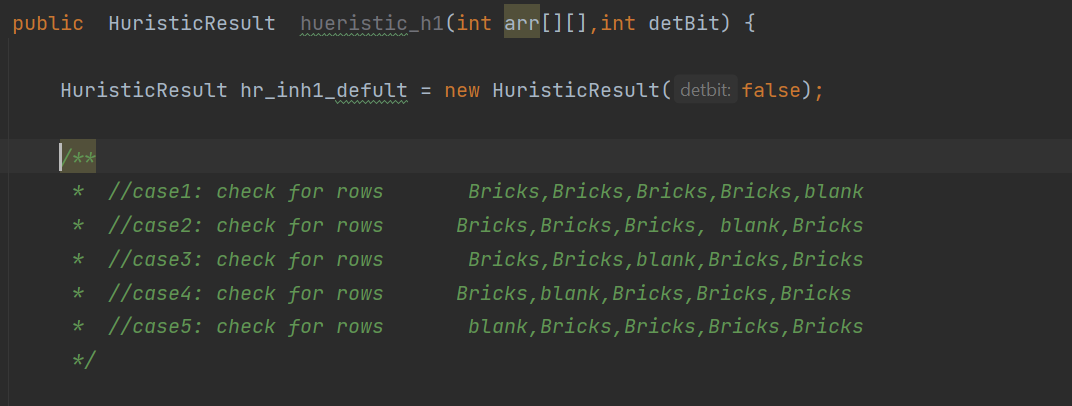 public  HuristicResult  hueristic_h1(int arr[][],int detBit) {
HuristicResult hr_inh1_defult = new HuristicResult( detbit: false);
/**
*  //case1: check for rows       Bricks,Bricks,Bricks,Bricks,blank
*  //case2: check for rows      Bricks,Bricks,Bricks, blank,Bricks
*  //case3: check for rows       Bricks,Bricks,blank,Bricks,Bricks
*  //case4: check for rows      Bricks,blank,Bricks,Bricks,Bricks
*  //case5: check for rows       blank,Bricks,Bricks,Bricks,Bricks
*/